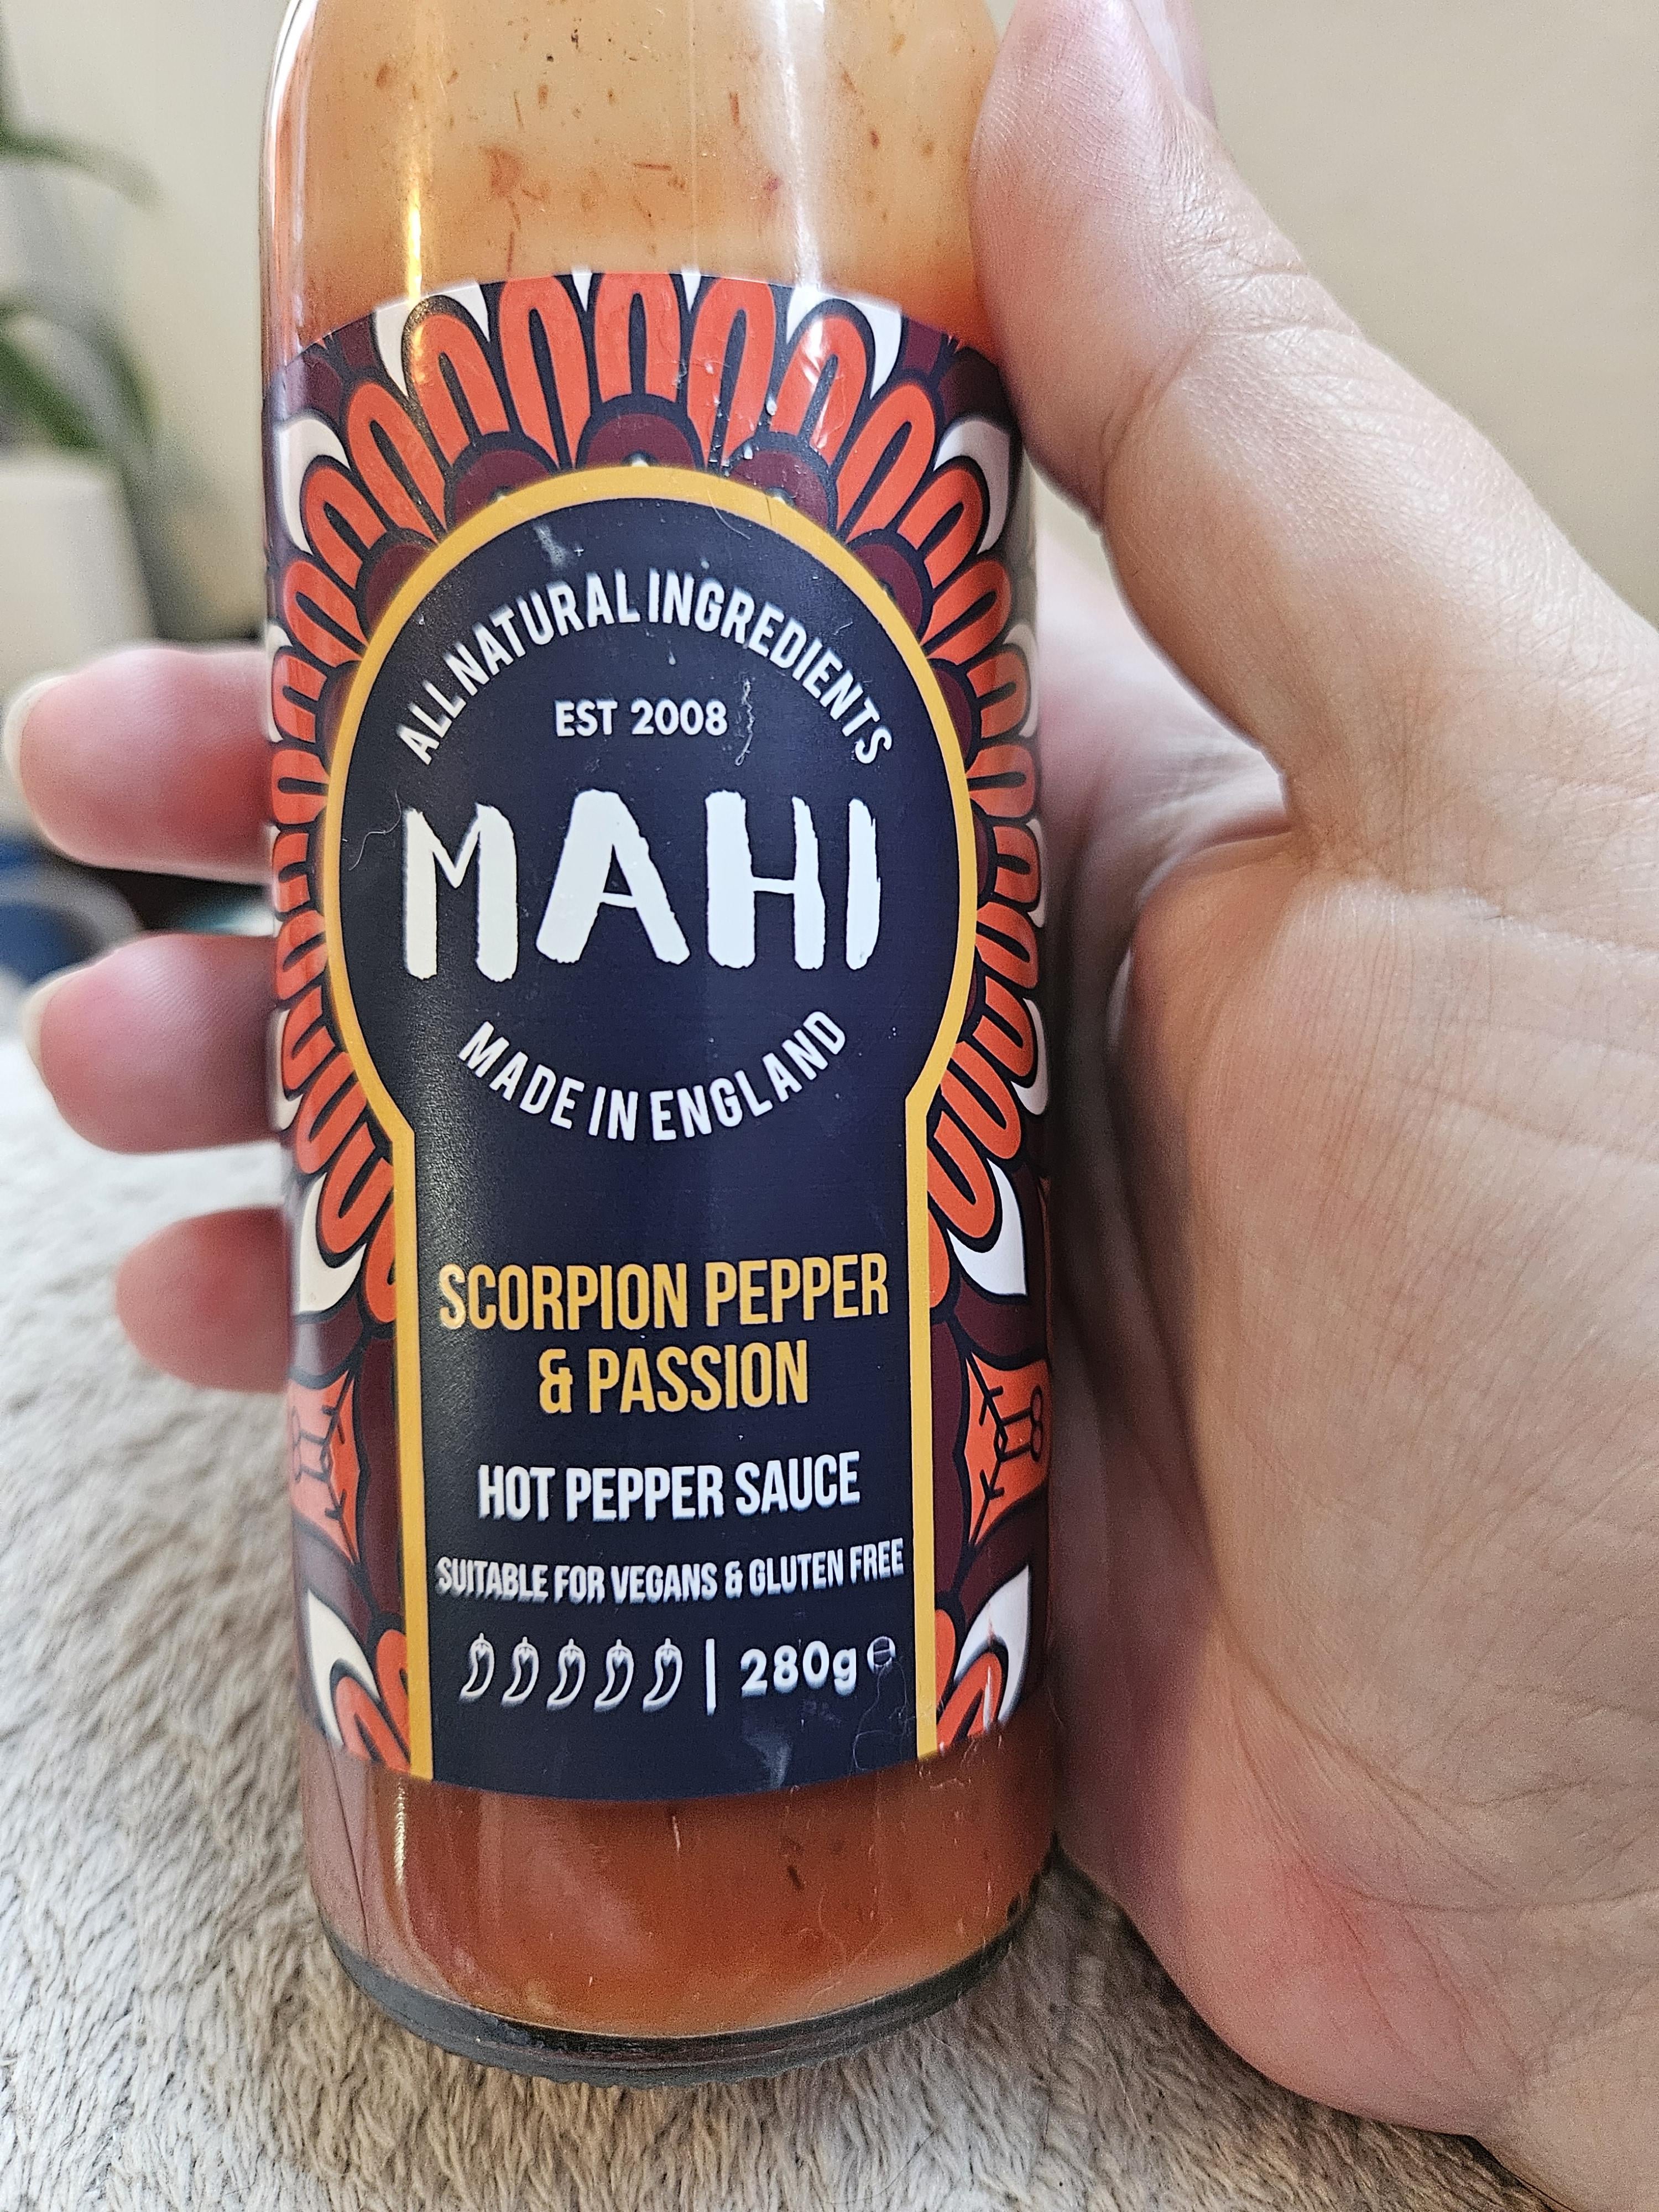 ALL NATURAL INGREDIENTS
EST 2008
MAHI
MADE IN ENGLAND
SCORPION PEPPER
& PASSION
HOT PEPPER SAUCE
SUITABLE FOR VEGANS & GLUTEN FREE
| 280g ℮